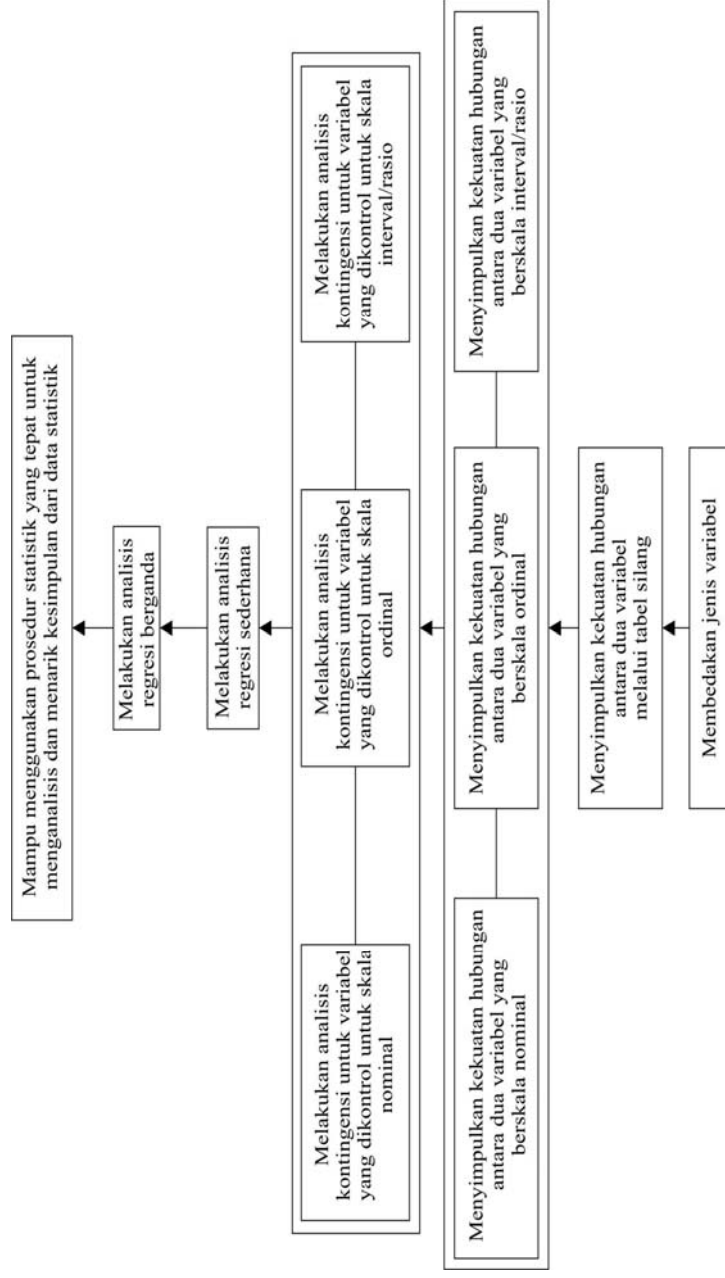 Mampu menggunakan prosedur statistik yang tepat untuk
menganalisis dan menarik kesimpulan dari data statistik
Melakukan analisis
regresi berganda
Melakukan analisis
regresi sederhana
Melakukan analisis
kontingensi untuk variabel
yang dikontrol untuk skala
nominal
Melakukan analisis
kontingensi untuk variabel
yang dikontrol untuk skala
ordinal
Melakukan analisis
kontingensi untuk variabel
yang dikontrol untuk skala
interval/rasio
Menyimpulkan kekuatan hubungan
antara dua variabel yang
berskala nominal
Menyimpulkan kekuatan hubungan
antara dua variabel yang
berskala ordinal
Menyimpulkan kekuatan hubungan
antara dua variabel yang
berskala interval/rasio
Menyimpulkan kekuatan hubungan
antara dua variabel
melalui tabel silang
Membedakan jenis variabel